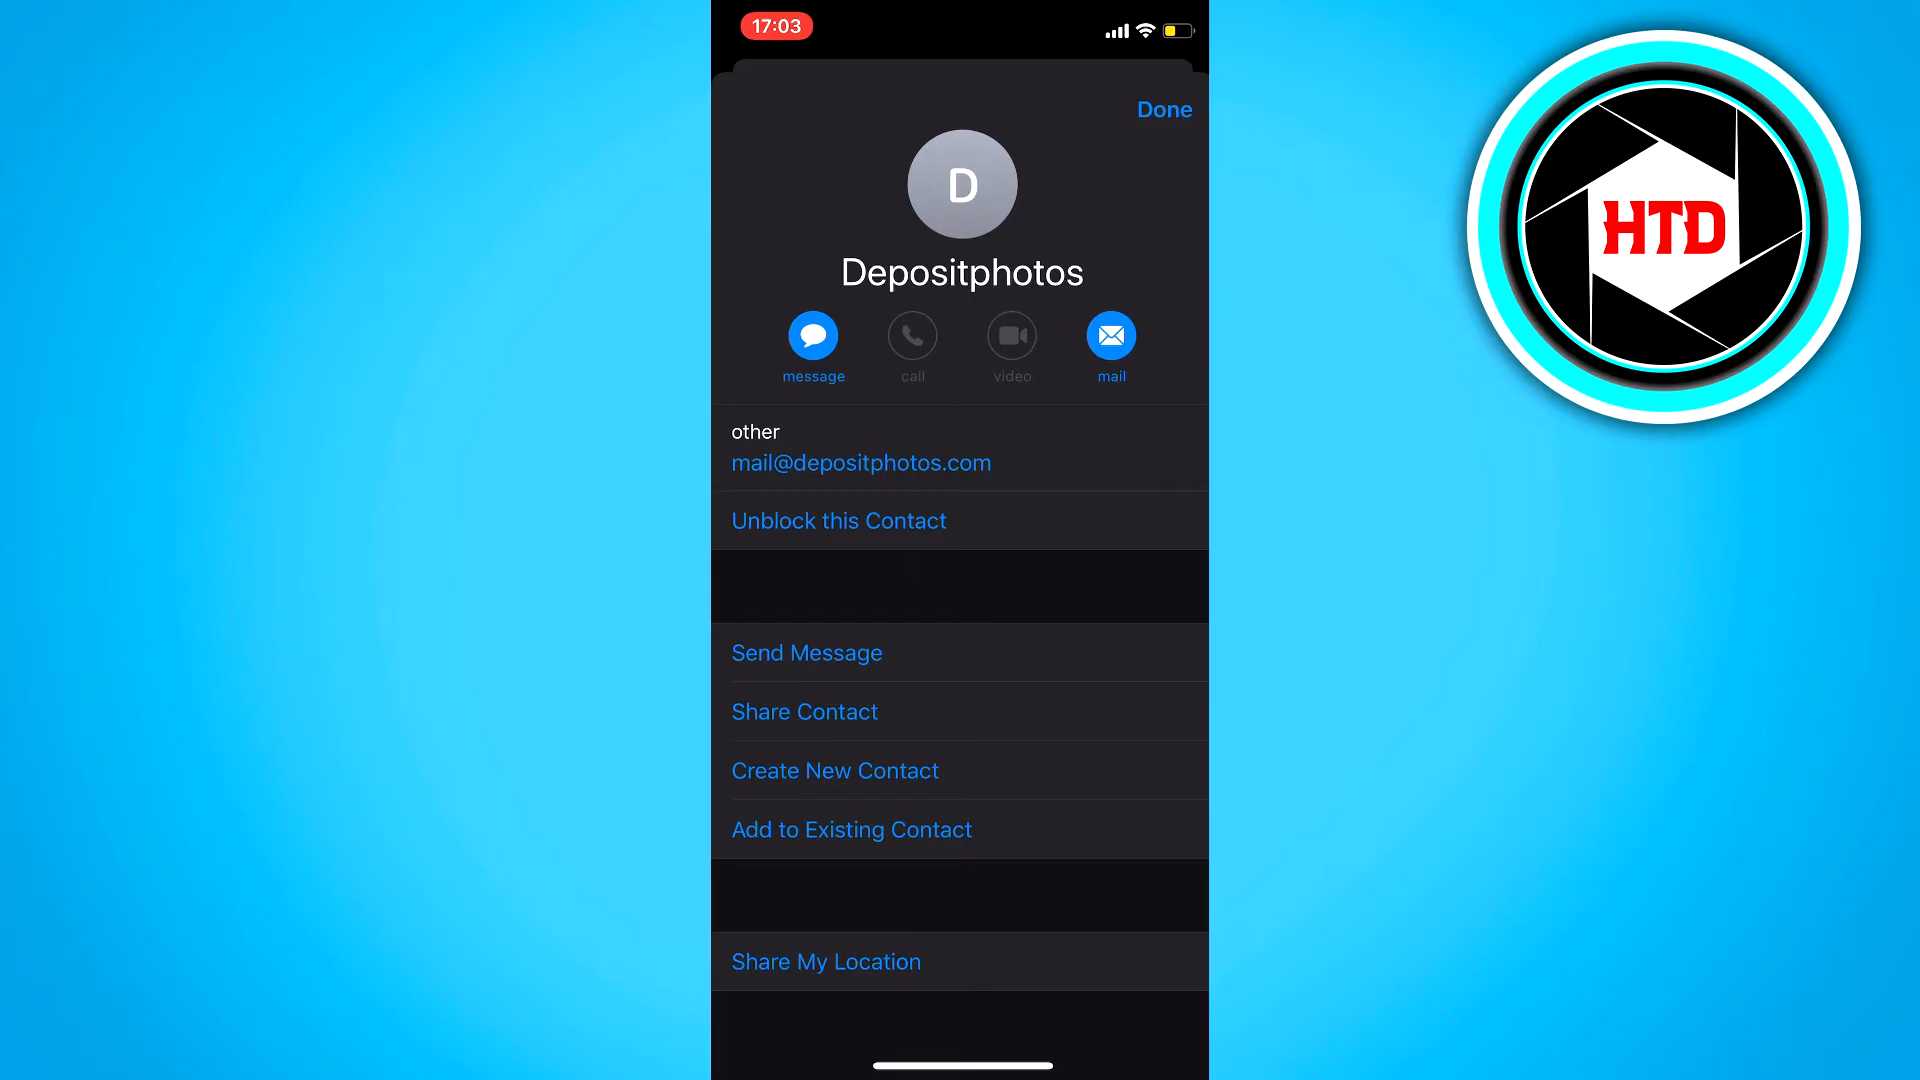 17:03
Done
D
Depositphotos
message
call
video
mail
other
mail@depositphotos.com
Unblock this Contact
Send Message
Share Contact
Create New Contact
Add to Existing Contact
Share My Location
HTD